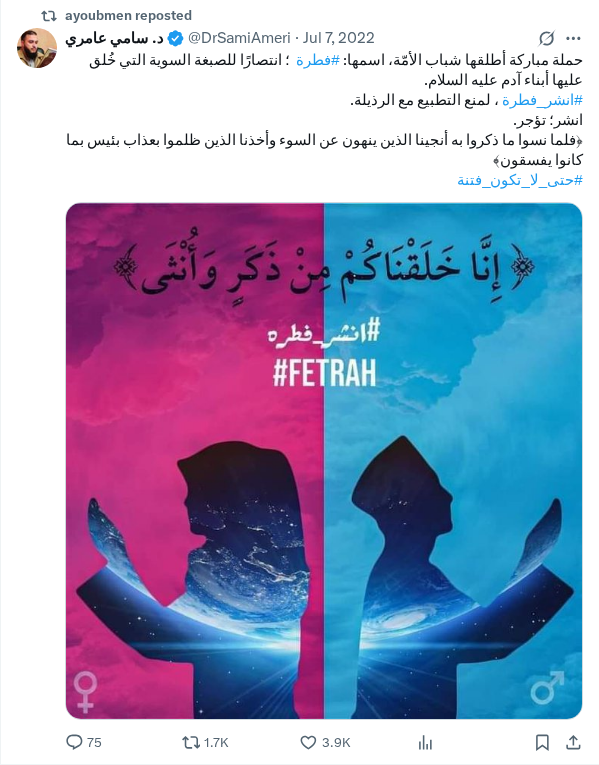 ayoubmen reposted
د. سامي عامري @DrSamiAmeri · Jul 7, 2022
حملة مباركة أطلقها شباب الأمّة، اسمها: #فطرة ؛ انتصارًا للصبغة السوية التي خُلق
عليها أبناء آدم عليه السلام.
#انشر_فطرة ، لمنع التطبيع مع الرذيلة.
انشر؛ تؤجر.
﴿فلما نسوا ما ذكروا به أنجينا الذين ينهون عن السوء وأخذنا الذين ظلموا بعذاب بئيس بما
كانوا يفسقون﴾
#حتى_لا_تكون_فتنة
﴿إِنَّا خَلَقْنَاكُمْ مِنْ ذَكَرٍ وَأُنْثَى﴾
#انشر_فطره
#FETRAH
75 1.7K 3.9K